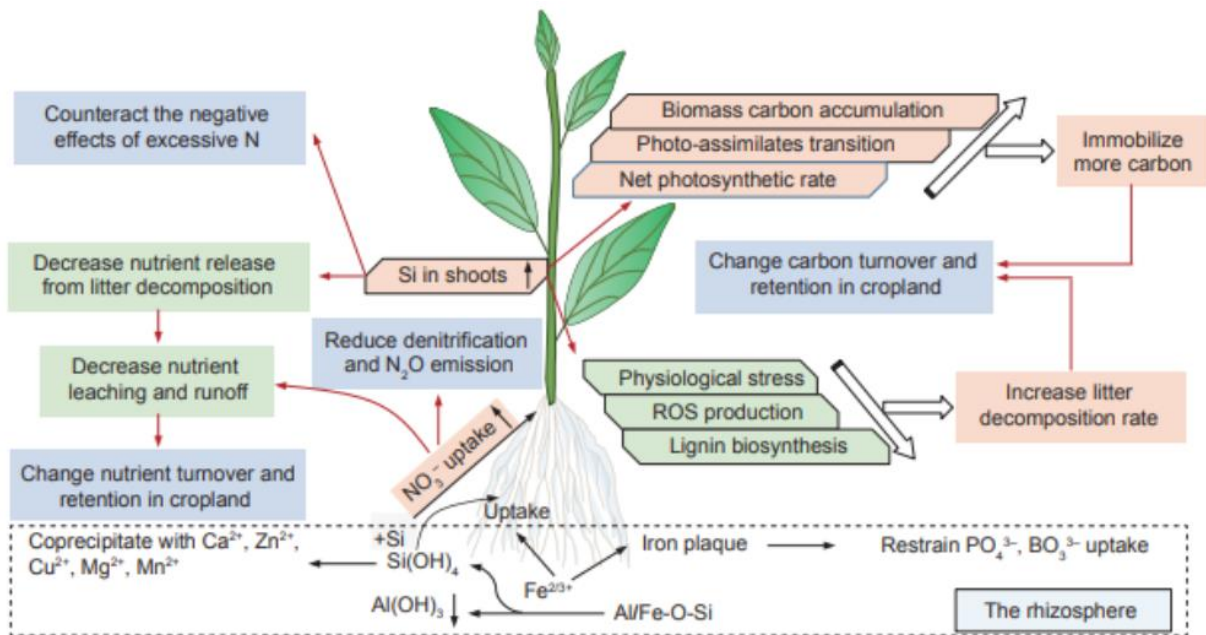 Counteract the negative
effects of excessive N
Biomass carbon accumulation
Photo-assimilates transition
Net photosynthetic rate
Immobilize
more carbon
Decrease nutrient release
from litter decomposition
Si in shoots
Change carbon turnover and
retention in cropland
Reduce denitrification
and N₂O emission
Decrease nutrient
leaching and runoff
Physiological stress
ROS production
Lignin biosynthesis
Increase litter
decomposition rate
Change nutrient turnover and
retention in cropland
NO₃⁻ uptake
Uptake
Coprecipitate with Ca²⁺, Zn²⁺,
Cu²⁺, Mg²⁺, Mn²⁺
+Si
Si(OH)₄
Iron plaque
Restrain PO₄³⁻, BO₃³⁻ uptake
Fe²ᐟ³⁺
Al(OH)₃
Al/Fe-O-Si
The rhizosphere